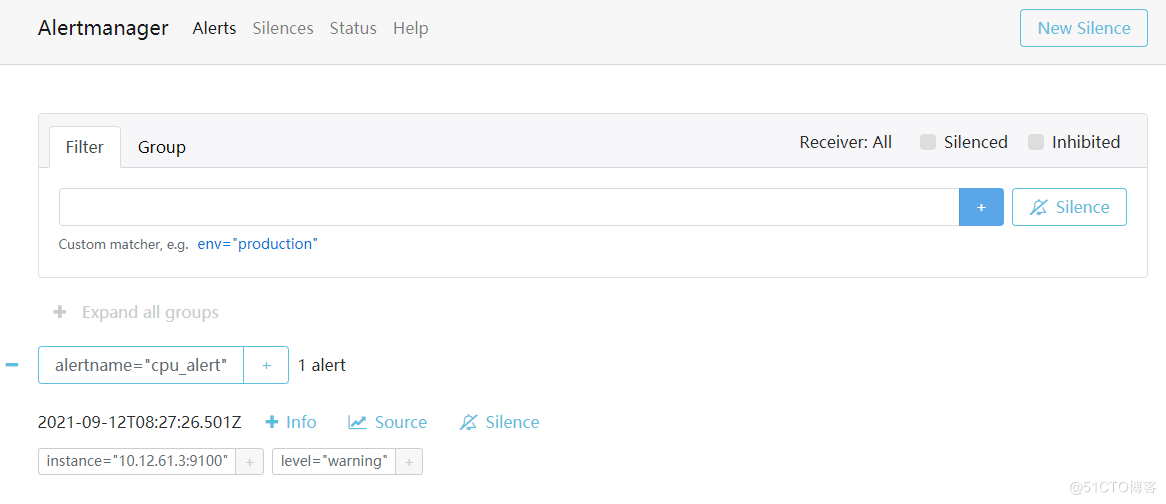 Alertmanager Alerts Silences Status Help New Silence
Filter Group Receiver: All Silenced Inhibited
+ Silence
Custom matcher, e.g. env="production"
+ Expand all groups
alertname="cpu_alert" + 1 alert
2021-09-12T08:27:26.501Z + Info Source Silence
instance="10.12.61.3:9100" + level="warning" +
@51CTO博客